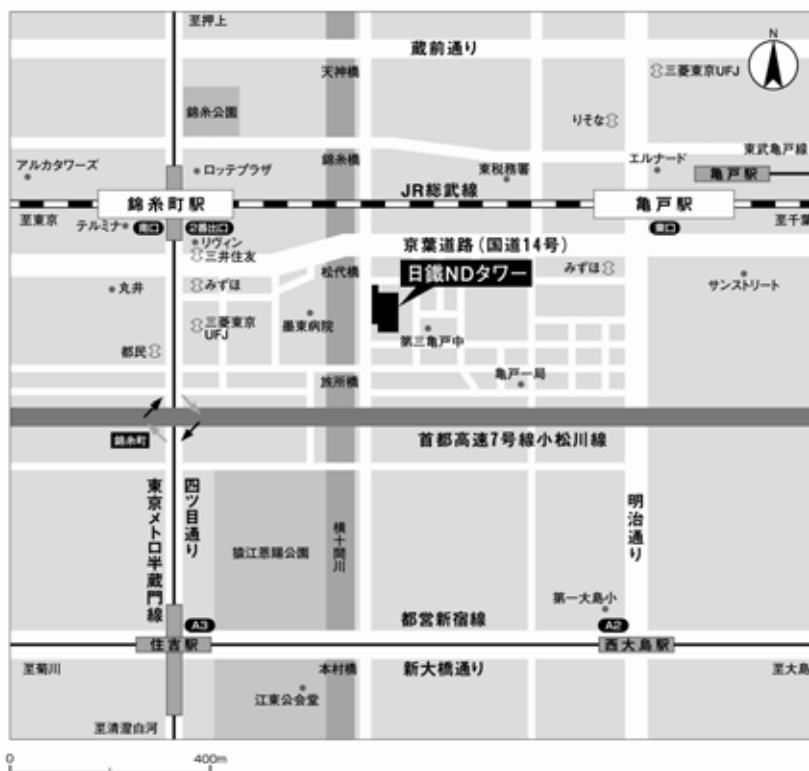 至押上
蔵前通り
N
天神橋
三菱東京UFJ
錦糸公園
りそな
東武亀戸線
アルカタワーズ
ロッテプラザ
錦糸橋
東税務署
エルナード
亀戸駅
JR総武線
錦糸町駅
亀戸駅
至東京
テルミナ
南口
2番出口
東口
至千葉
リヴィン
三井住友
京葉道路(国道14号)
松代橋
日鐵NDタワー
みずほ
サンストリート
丸井
みずほ
墨東病院
三菱東京
UFJ
第三亀戸中
都民
旅所橋
亀戸一局
錦糸町
首都高速7号線小松川線
東京メトロ半蔵門線
四ツ目通り
猿江恩賜公園
横十間川
明治通り
第一大島小
A3
都営新宿線
A2
住吉駅
西大島駅
至菊川
本村橋
新大橋通り
至大島
江東公会堂
至清澄白河
0
400m